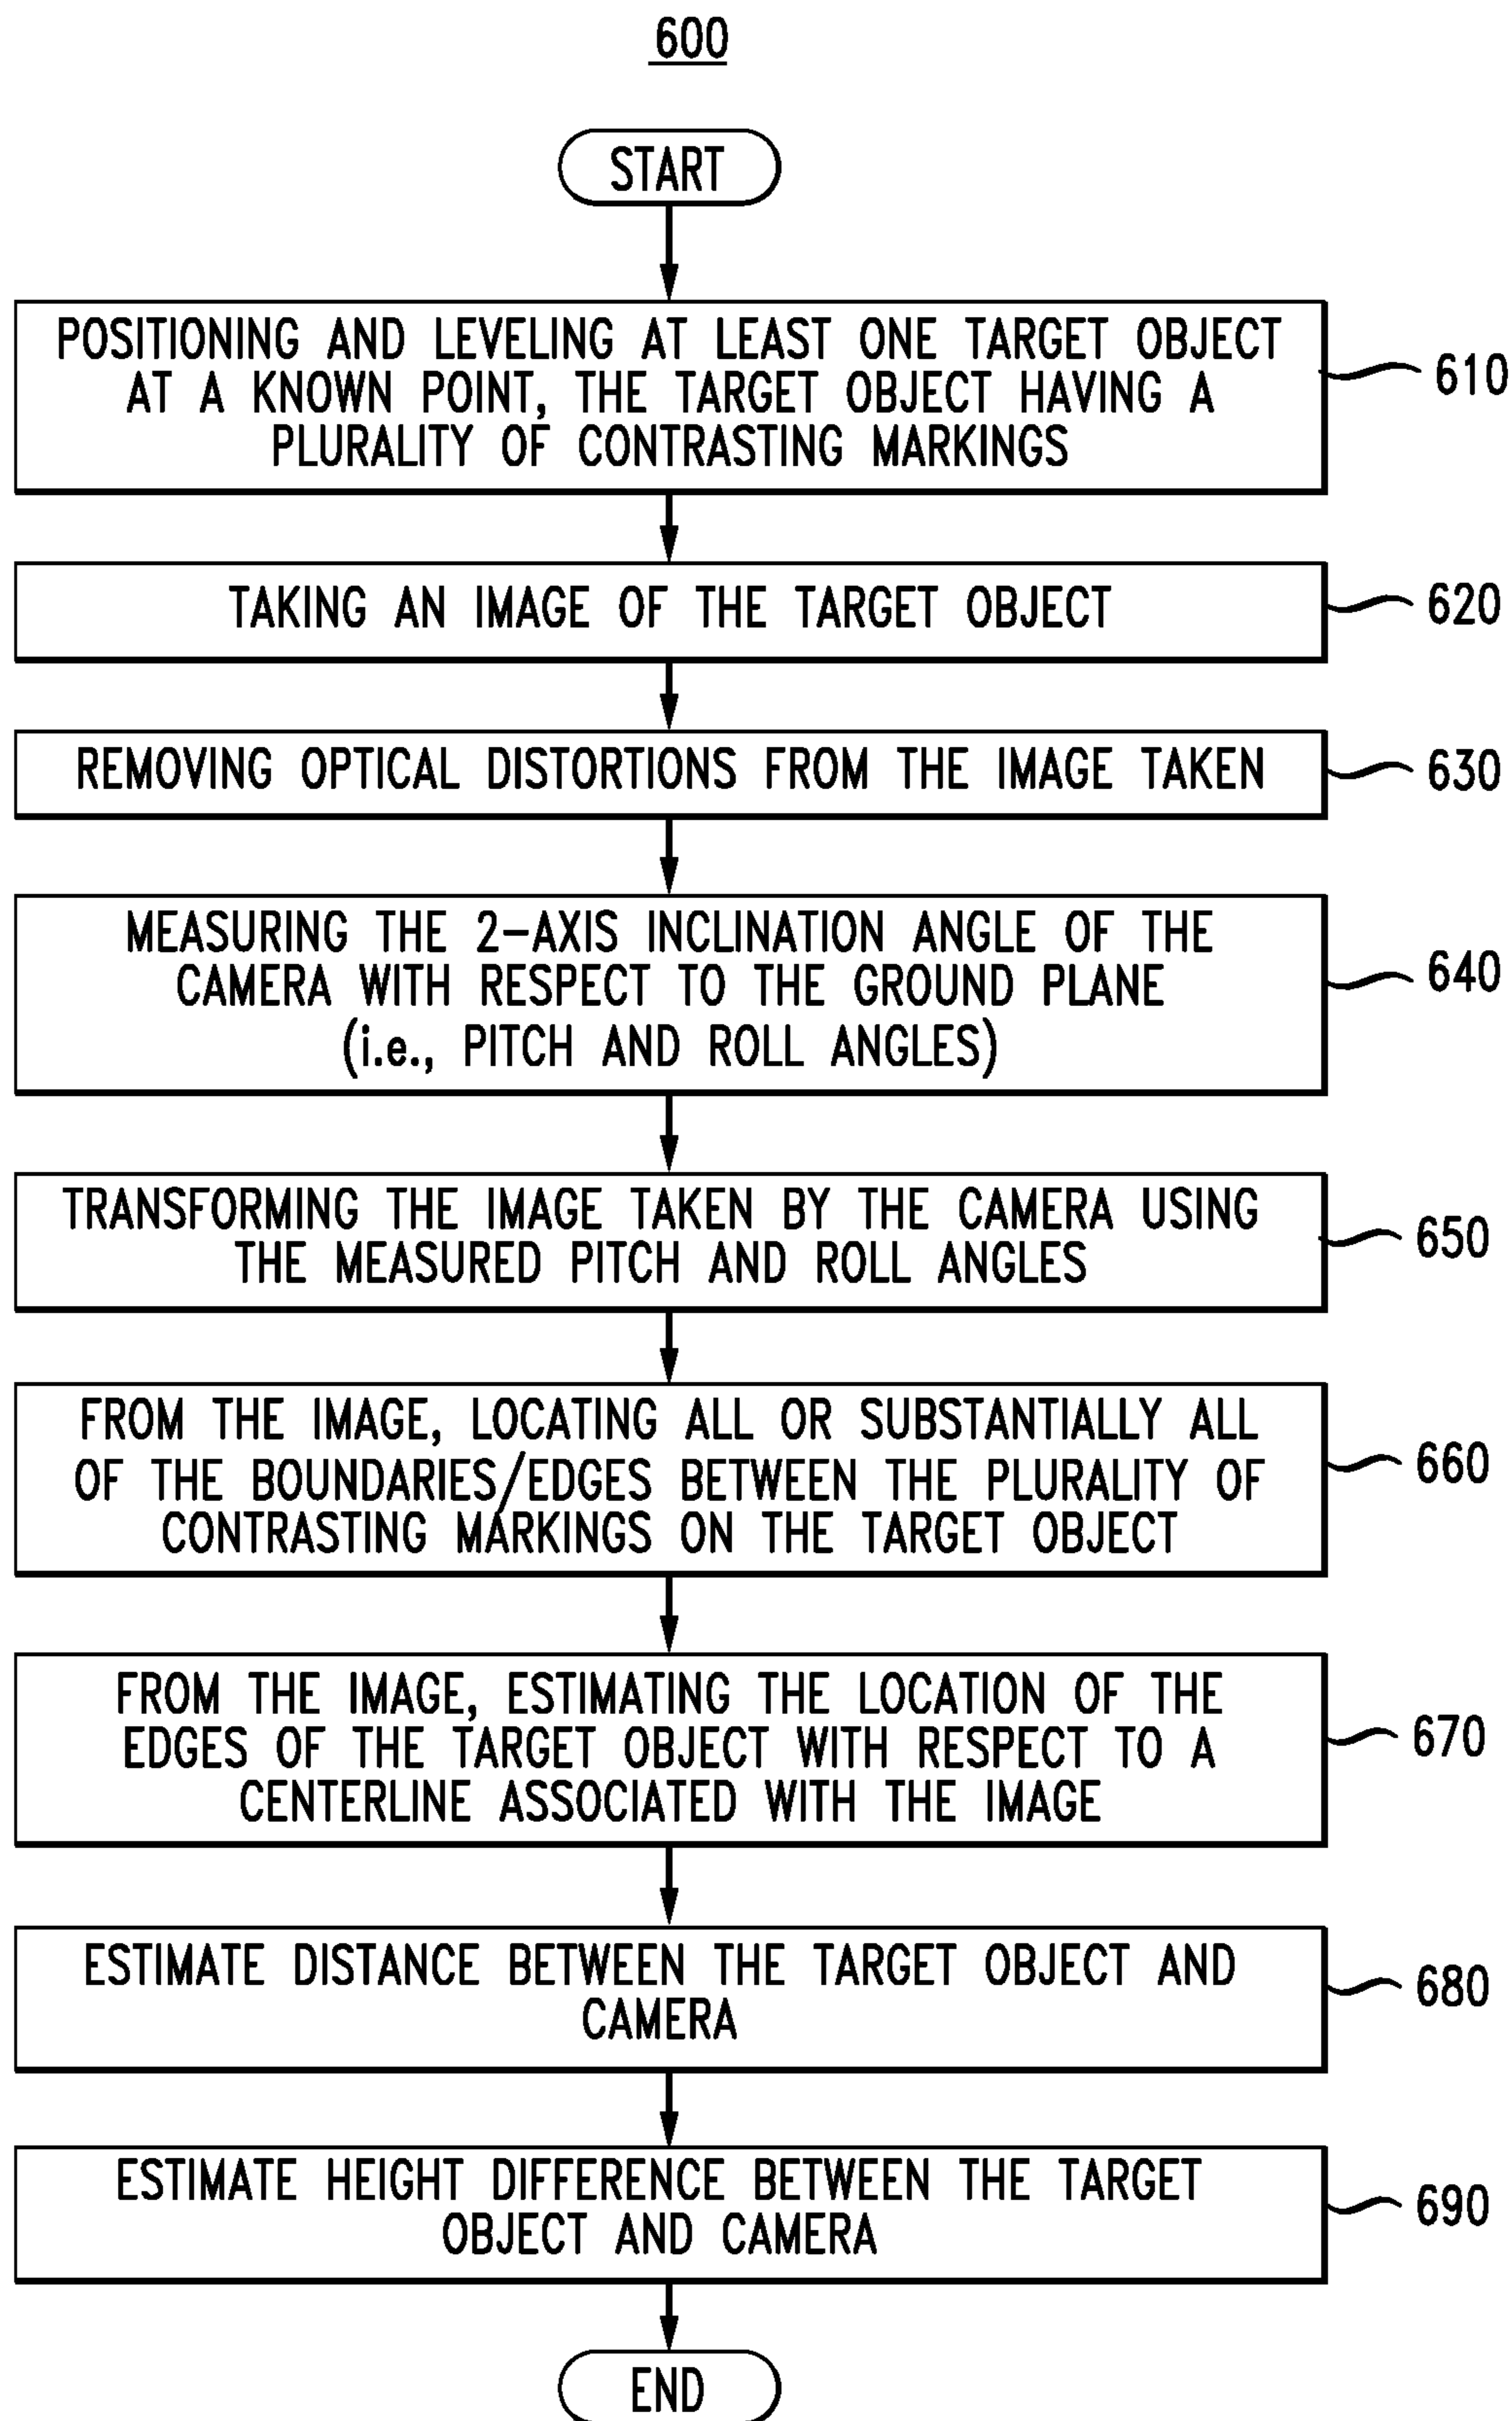 600
START
POSITIONING AND LEVELING AT LEAST ONE TARGET OBJECT
AT A KNOWN POINT, THE TARGET OBJECT HAVING A
PLURALITY OF CONTRASTING MARKINGS
610
TAKING AN IMAGE OF THE TARGET OBJECT
620
REMOVING OPTICAL DISTORTIONS FROM THE IMAGE TAKEN
630
MEASURING THE 2-AXIS INCLINATION ANGLE OF THE
CAMERA WITH RESPECT TO THE GROUND PLANE
(i.e., PITCH AND ROLL ANGLES)
640
TRANSFORMING THE IMAGE TAKEN BY THE CAMERA USING
THE MEASURED PITCH AND ROLL ANGLES
650
FROM THE IMAGE, LOCATING ALL OR SUBSTANTIALLY ALL
OF THE BOUNDARIES/EDGES BETWEEN THE PLURALITY OF
CONTRASTING MARKINGS ON THE TARGET OBJECT
660
FROM THE IMAGE, ESTIMATING THE LOCATION OF THE
EDGES OF THE TARGET OBJECT WITH RESPECT TO A
CENTERLINE ASSOCIATED WITH THE IMAGE
670
ESTIMATE DISTANCE BETWEEN THE TARGET OBJECT AND
CAMERA
680
ESTIMATE HEIGHT DIFFERENCE BETWEEN THE TARGET
OBJECT AND CAMERA
690
END